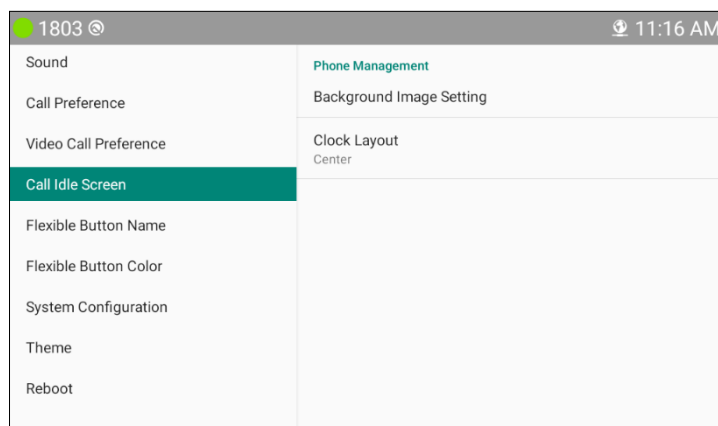 1803
11:16 AM
Sound
Call Preference
Video Call Preference
Call Idle Screen
Flexible Button Name
Flexible Button Color
System Configuration
Theme
Reboot
Phone Management
Background Image Setting
Clock Layout
Center